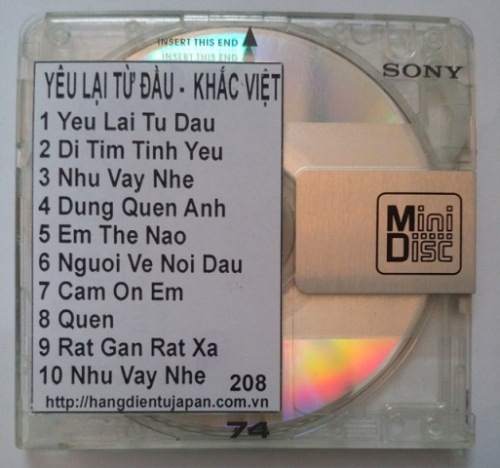 INSERT THIS END
INSERT THIS END
SONY
YÊU LẠI TỪ ĐẦU - KHẮC VIỆT
1 Yeu Lai Tu Dau
2 Di Tim Tinh Yeu
3 Nhu Vay Nhe
4 Dung Quen Anh
5 Em The Nao
6 Nguoi Ve Noi Dau
7 Cam On Em
8 Quen
9 Rat Gan Rat Xa
10 Nhu Vay Nhe 208
http://hangdientujapan.com.vn
Mini
Disc
74